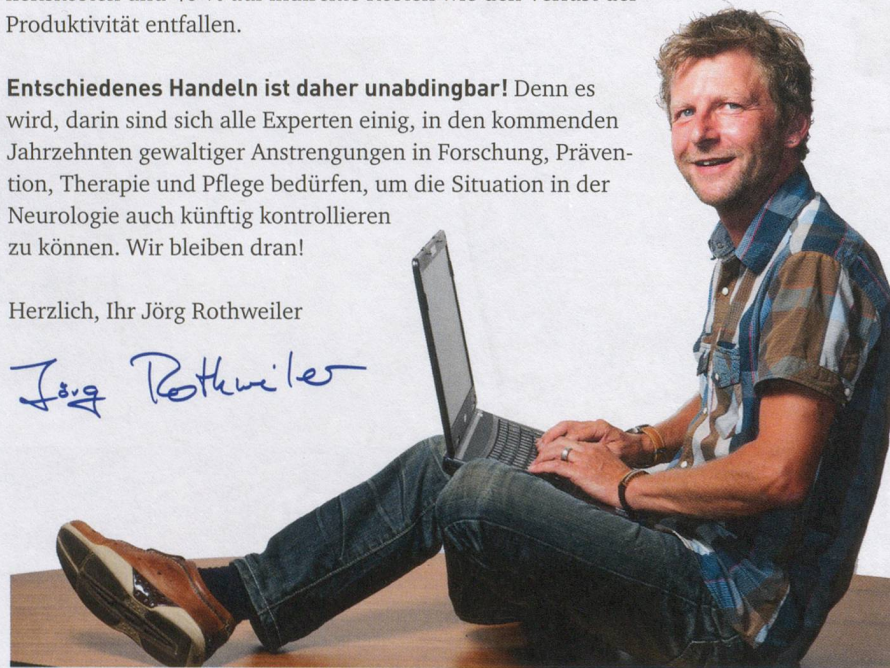 Produktivität entfallen.
Entschiedenes Handeln ist daher unabdingbar! Denn es
wird, darin sind sich alle Experten einig, in den kommenden
Jahrzehnten gewaltiger Anstrengungen in Forschung, Präven-
tion, Therapie und Pflege bedürfen, um die Situation in der
Neurologie auch künftig kontrollieren
zu können. Wir bleiben dran!
Herzlich, Ihr Jörg Rothweiler
Jörg Rothweiler